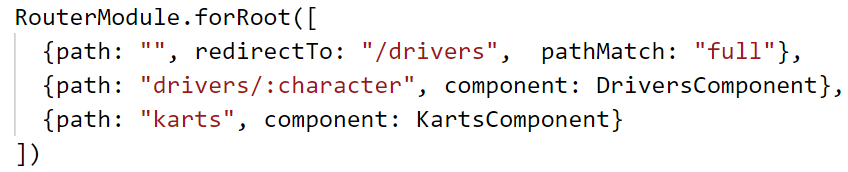 RouterModule.forRoot([
  {path: "", redirectTo: "/drivers",  pathMatch: "full"},
  {path: "drivers/:character", component: DriversComponent},
  {path: "karts", component: KartsComponent}
])